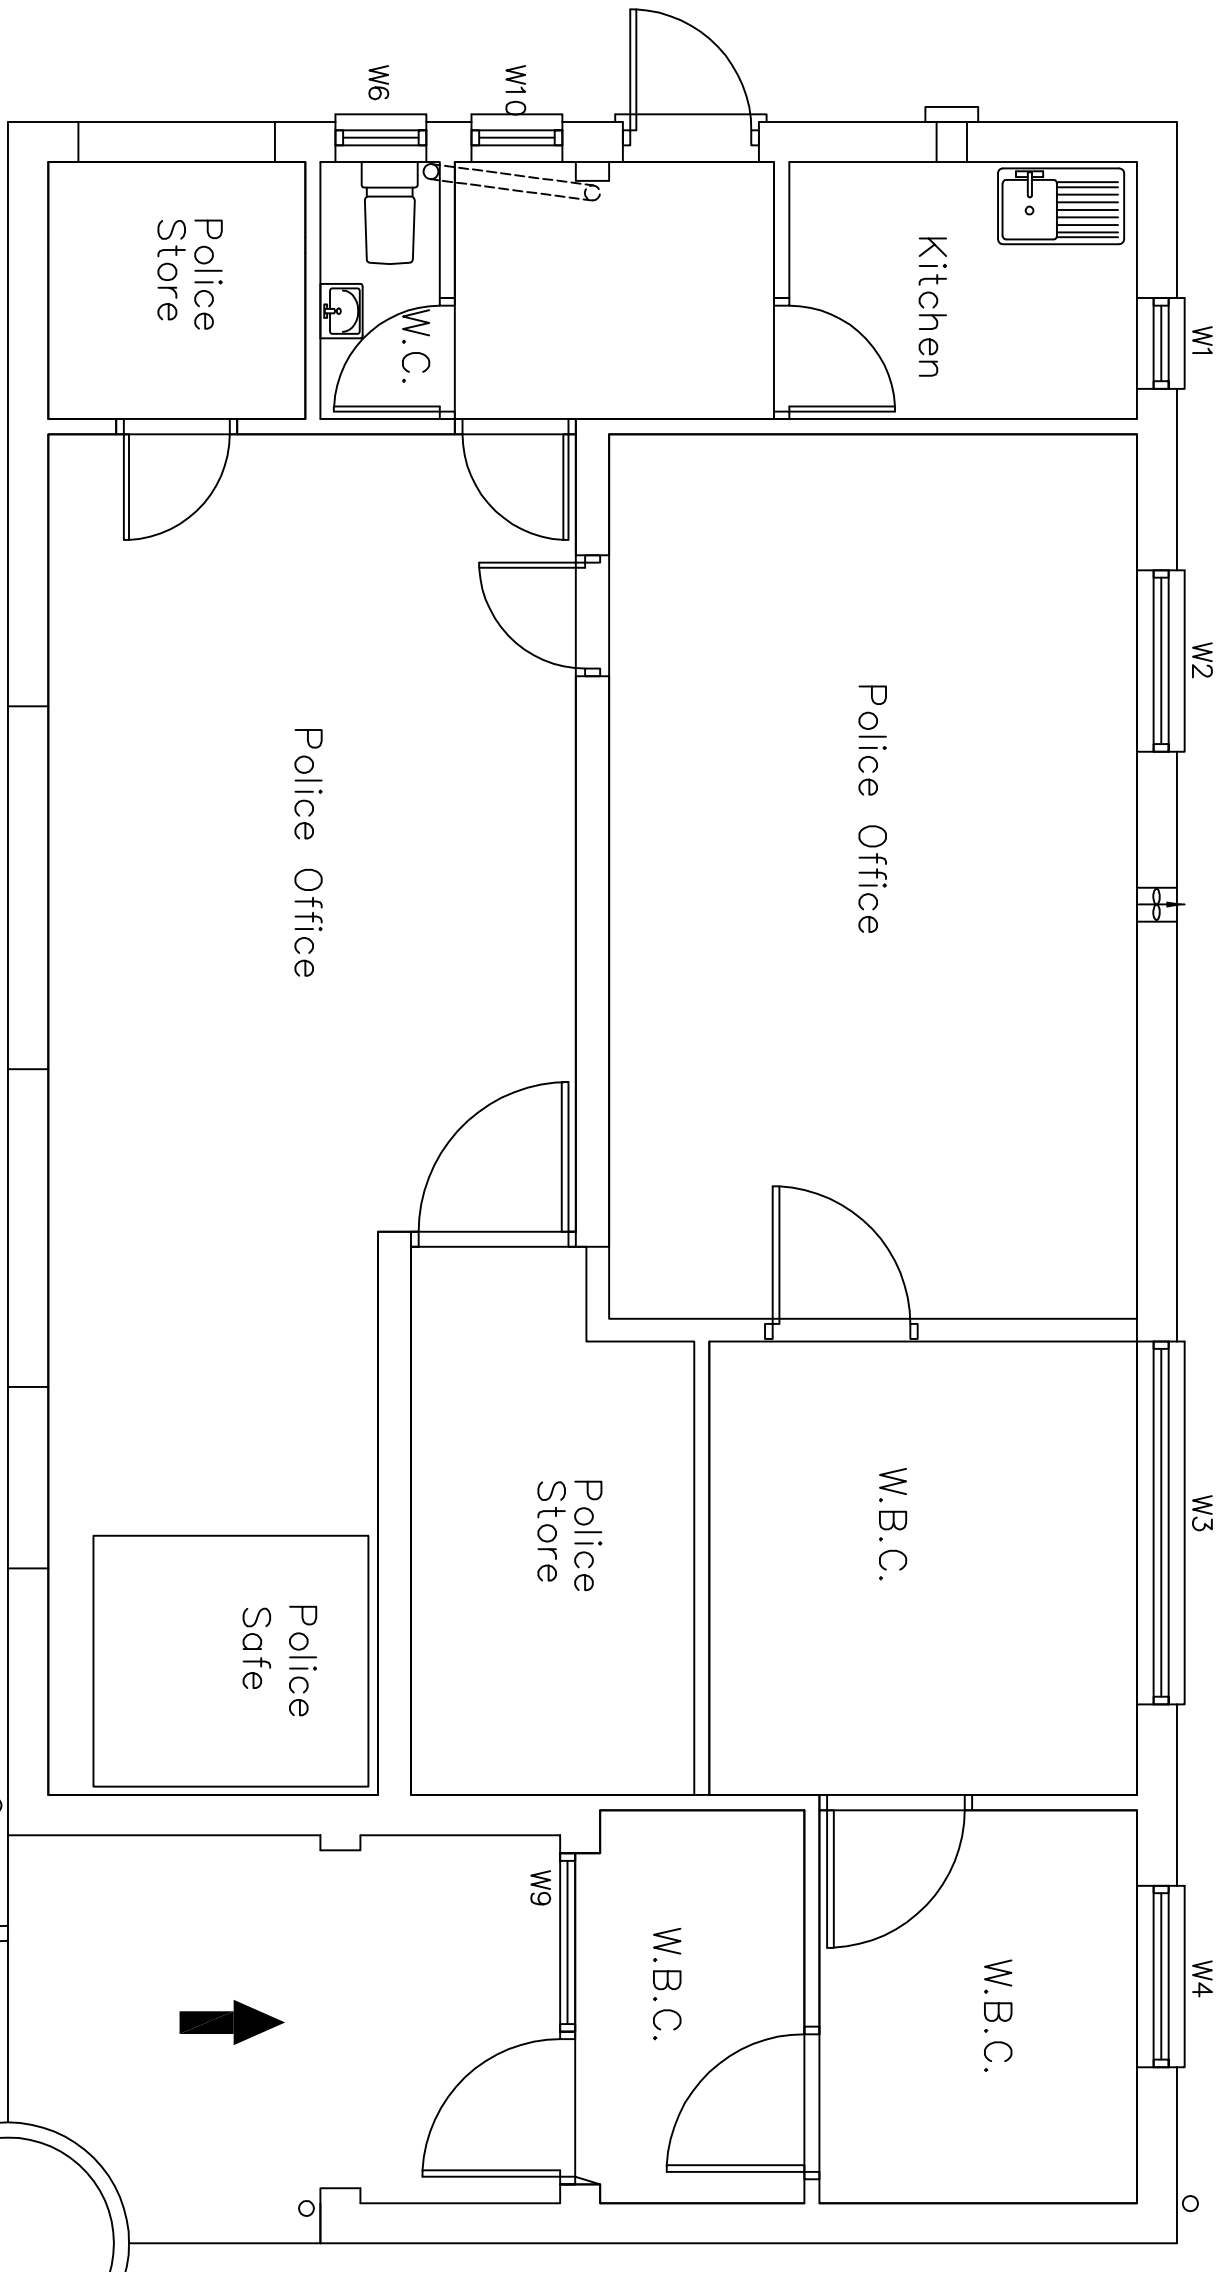 W6
W10
W1
Police
Store
W.C.
Kitchen
W2
Police Office
Police Office
W3
W.B.C.
Police
Store
Police
Safe
W9
W.B.C.
W.B.C.
W4